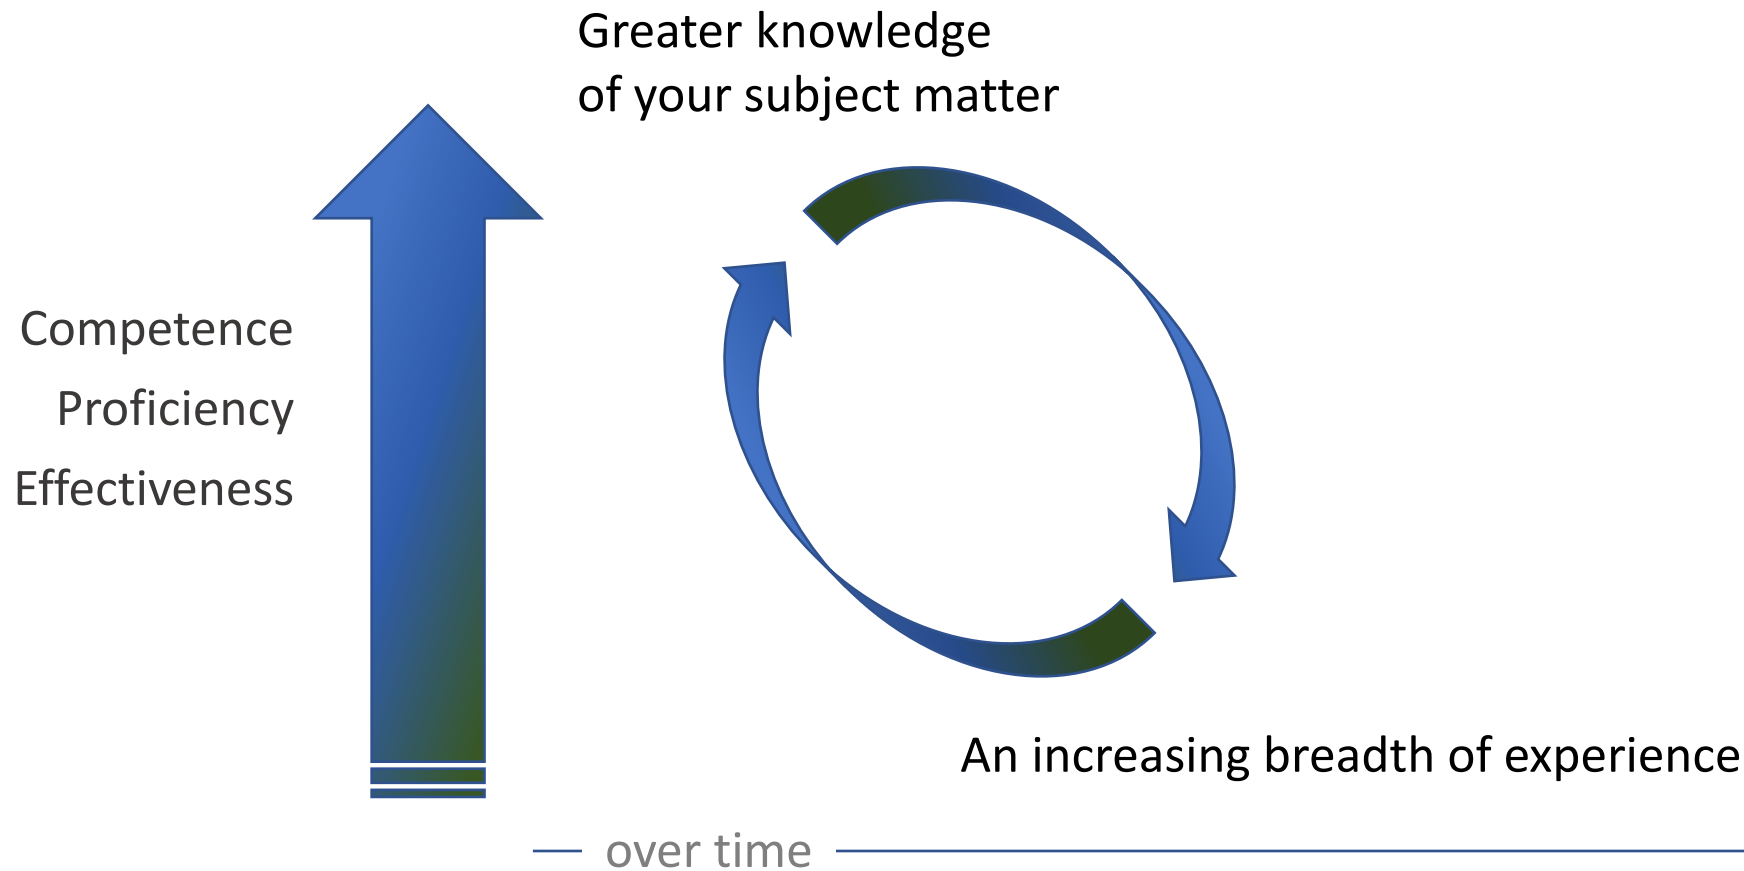 Greater knowledge
of your subject matter
Competence
Proficiency
Effectiveness
An increasing breadth of experience
over time